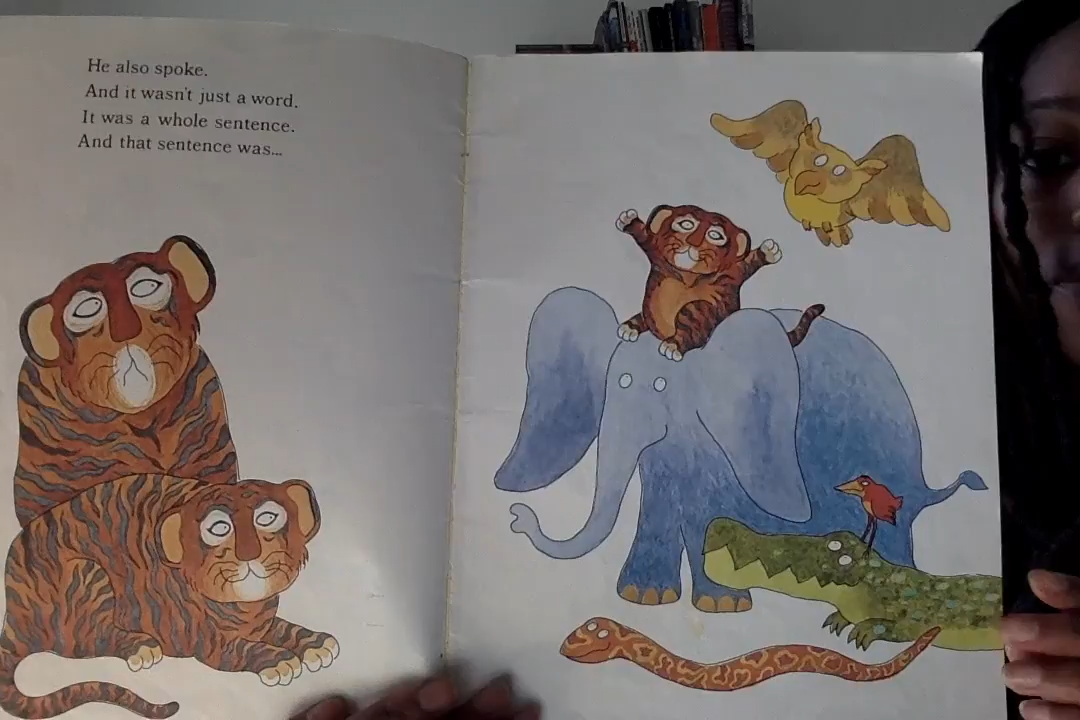 He also spoke.
And it wasn't just a word.
It was a whole sentence.
And that sentence was...